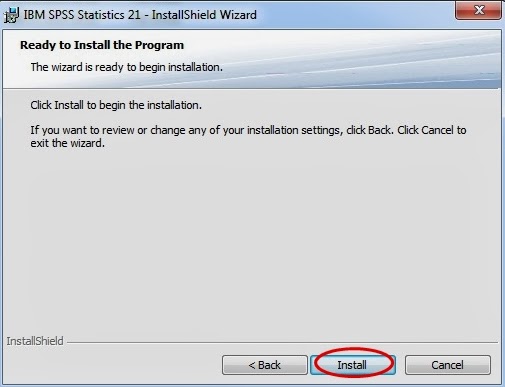 IBM SPSS Statistics 21 - InstallShield Wizard
Ready to Install the Program
The wizard is ready to begin installation.
Click Install to begin the installation.
If you want to review or change any of your installation settings, click Back. Click Cancel to
exit the wizard.
InstallShield
< Back
Install
Cancel